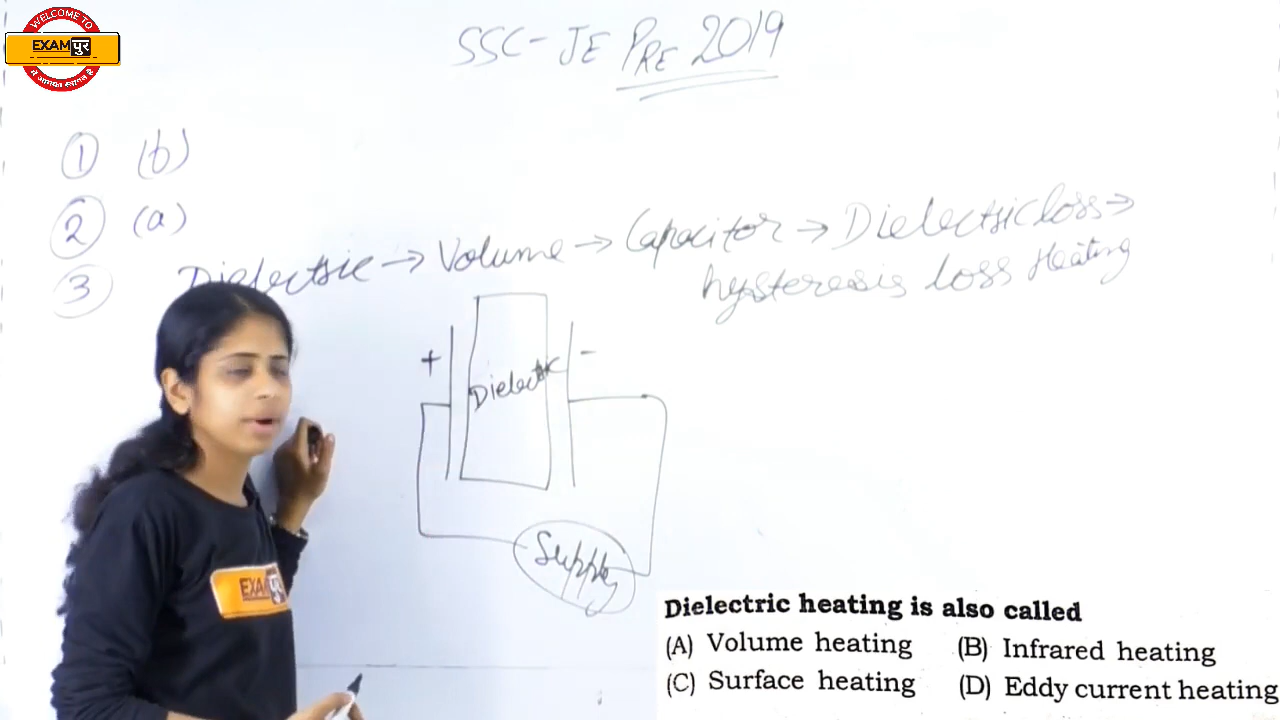 WELCOME TO
EXAMपुर
SSC-JE PRE 2019
1 (b)
2 (a)
3 Dielectric → Volume → Capacitor → Dielectric loss →
hysteresis loss Heating
+ Dielectric -
Supply
EXAMपुर
Dielectric heating is also called
(A) Volume heating (B) Infrared heating
(C) Surface heating (D) Eddy current heating